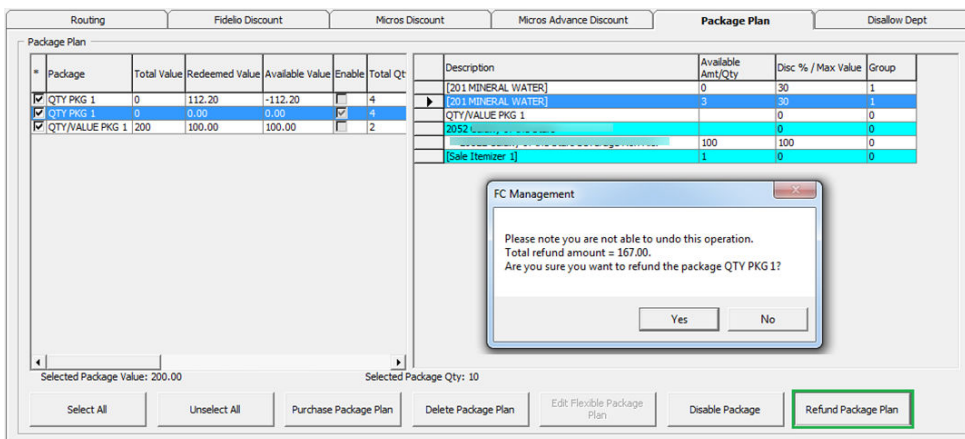 Routing Fidelio Discount Micros Discount Micros Advance Discount Package Plan Disallow Dept
Package Plan
* Package Total Value Redeemed Value Available Value Enable Total Qt
QTY PKG 1 0 112.20 -112.20 4
QTY PKG 1 0 0.00 0.00 4
QTY/VALUE PKG 1 200 100.00 100.00 2
Description Available Amt/Qty Disc % / Max Value Group
[201 MINERAL WATER] 0 30 1
[201 MINERAL WATER] 3 30 1
QTY/VALUE PKG 1 0 0
2052 0 0
100 100 0
[Sale Itemizer 1] 1 0 0
FC Management
Please note you are not able to undo this operation.
Total refund amount = 167.00.
Are you sure you want to refund the package QTY PKG 1?
Yes No
Selected Package Value: 200.00 Selected Package Qty: 10
Select All Unselect All Purchase Package Plan Delete Package Plan Edit Flexible Package Plan Disable Package Refund Package Plan